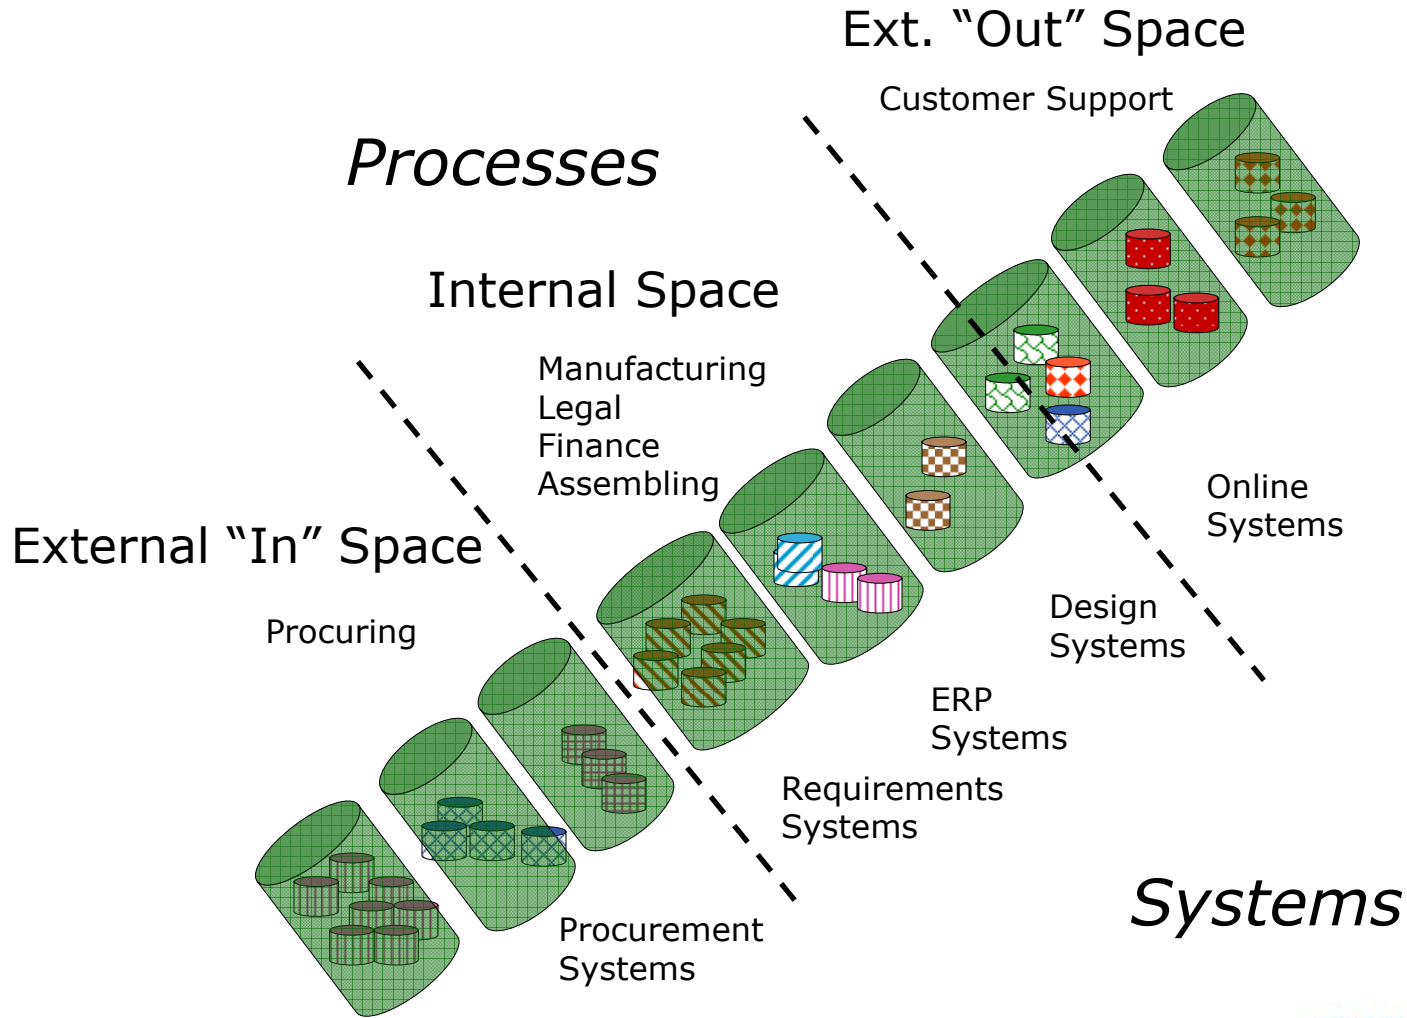 Ext. “Out” Space
Customer Support
Processes
Internal Space
Manufacturing
Legal
Finance
Assembling
External “In” Space
Procuring
Online
Systems
Design
Systems
ERP
Systems
Requirements
Systems
Procurement
Systems
Systems